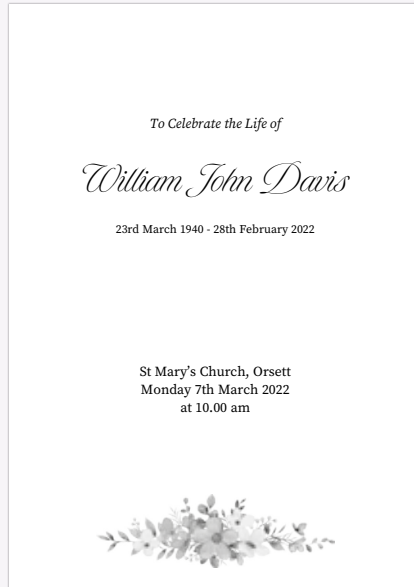 To Celebrate the Life of
William John Davis
23rd March 1940 - 28th February 2022
St Mary’s Church, Orsett
Monday 7th March 2022
at 10.00 am